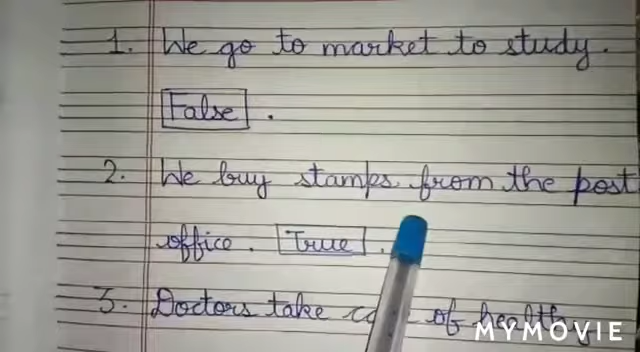 1. We go to market to study.
False .
2. We buy stamps from the post
office. True .
3. Doctors take of healthy
MYMOVIE